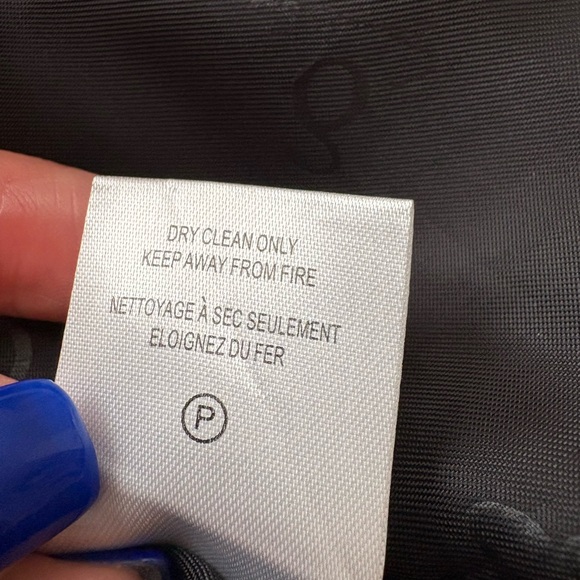 DRY CLEAN ONLY
KEEP AWAY FROM FIRE
NETTOYAGE À SEC SEULEMENT
ELOIGNEZ DU FER
P